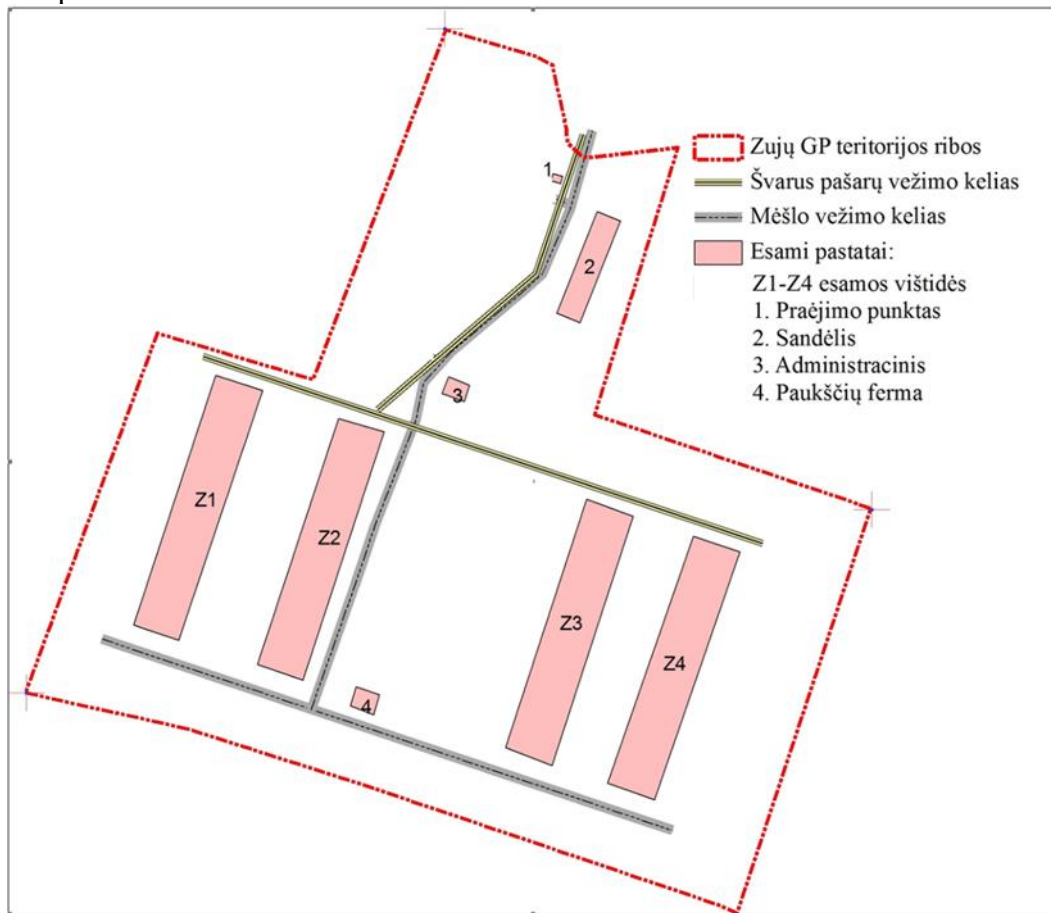 Zujų GP teritorijos ribos
Švarus pašarų vežimo kelias
Mėšlo vežimo kelias
Esami pastatai:
Z1-Z4 esamos vištidės
1. Praėjimo punktas
2. Sandėlis
3. Administracinis
4. Paukščių ferma
1
2
3
Z1
Z2
Z3
Z4
4